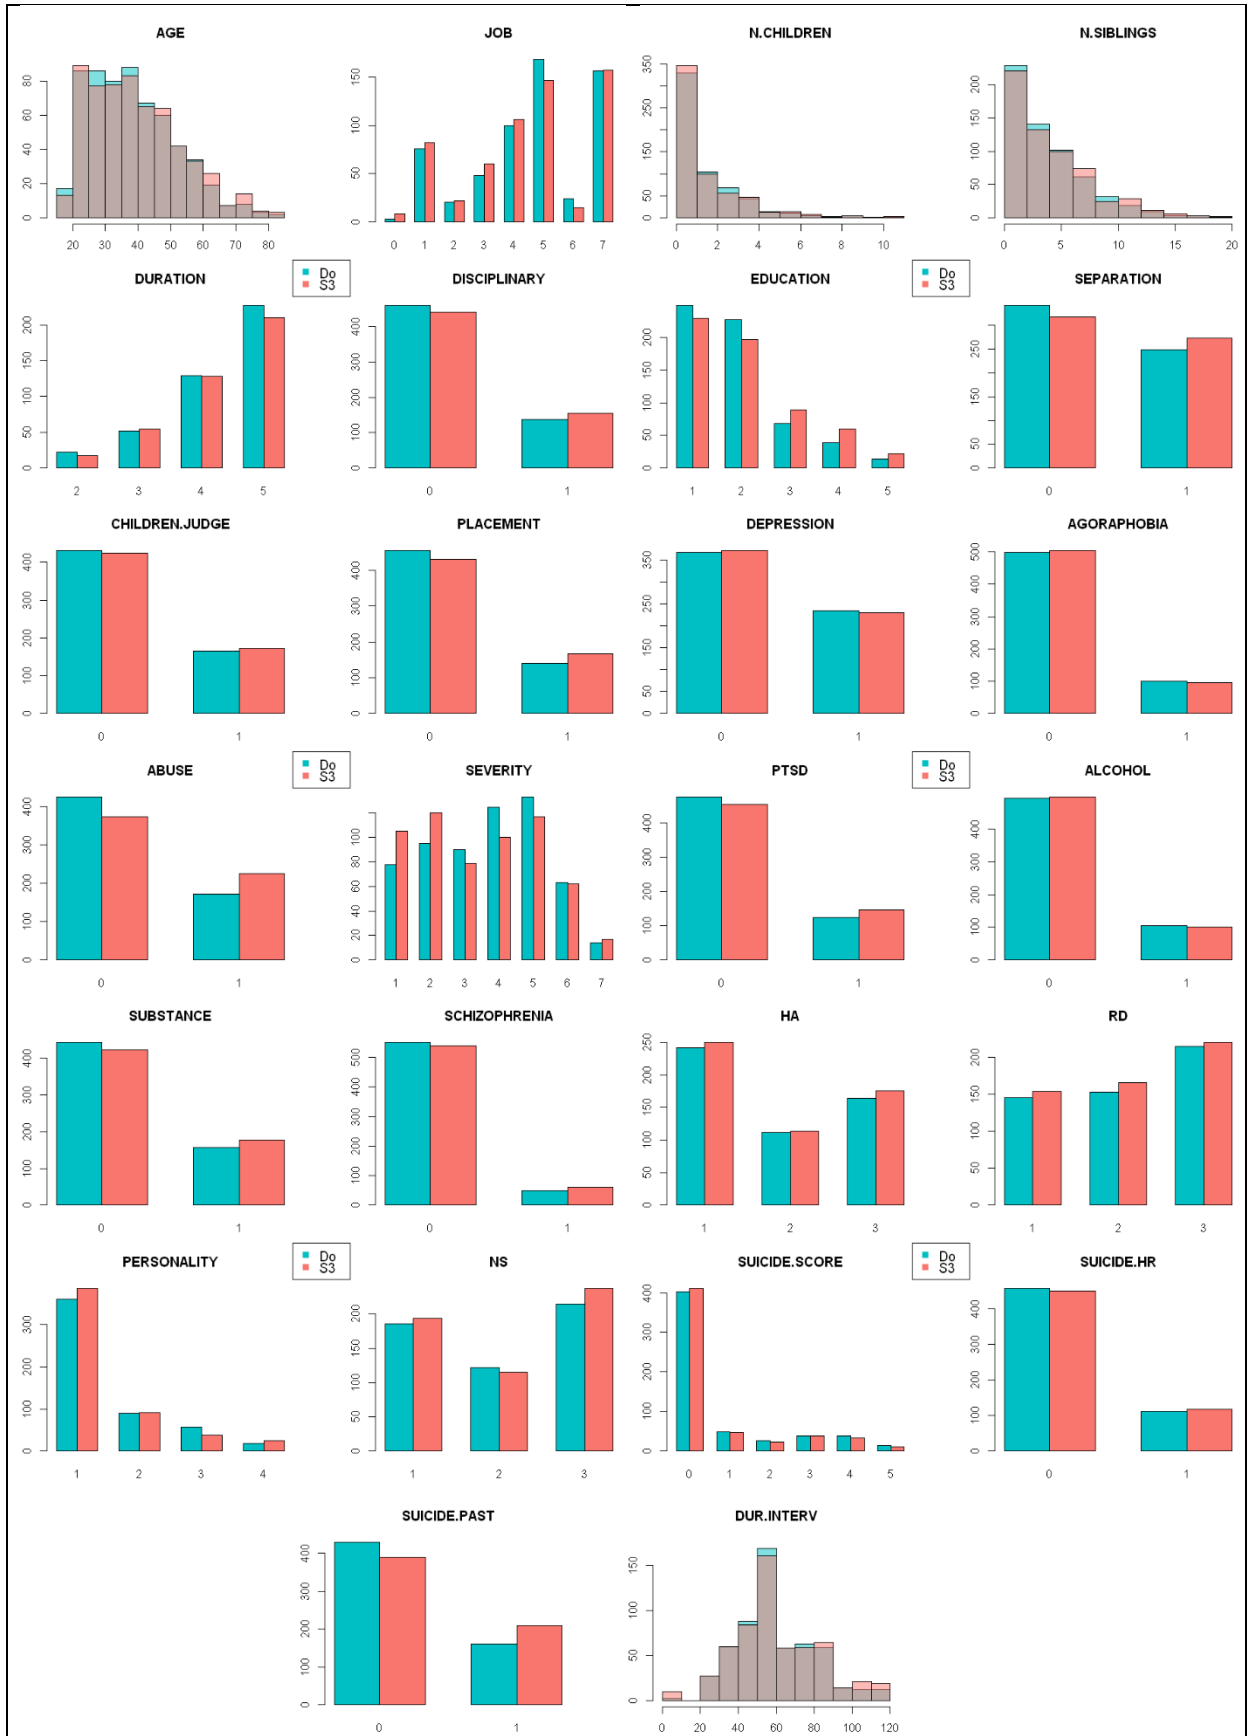 AGE JOB N.CHILDREN N.SIBLINGS
0 20 40 60 80
20 30 40 50 60 70 80
0 50 100 150
0 1 2 3 4 5 6 7
0 50 100 200 300 350
0 2 4 6 8 10
0 50 100 150 200
0 5 10 15 20
DURATION DISCIPLINARY EDUCATION SEPARATION
Do
S3
Do
S3
0 50 100 150 200
2 3 4 5
0 100 200 300 400
0 1
0 50 100 150 200
1 2 3 4 5
0 50 150 250
0 1
CHILDREN.JUDGE PLACEMENT DEPRESSION AGORAPHOBIA
0 100 200 300 400
0 1
0 100 200 300 400
0 1
0 50 150 250 350
0 1
0 100 200 300 400 500
0 1
ABUSE SEVERITY PTSD ALCOHOL
Do
S3
Do
S3
0 100 200 300 400
0 1
0 20 40 60 80 100
1 2 3 4 5 6 7
0 100 200 300 400
0 1
0 100 200 300 400
0 1
SUBSTANCE SCHIZOPHRENIA HA RD
0 100 200 300 400
0 1
0 100 200 300 400 500
0 1
0 50 100 150 200 250
1 2 3
0 50 100 150 200
1 2 3
PERSONALITY NS SUICIDE.SCORE SUICIDE.HR
Do
S3
Do
S3
0 100 200 300
1 2 3 4
0 50 100 150 200
1 2 3
0 100 200 300 400
0 1 2 3 4 5
0 100 200 300 400
0 1
SUICIDE.PAST DUR.INTERV
0 100 200 300 400
0 1
0 50 100 150
0 20 40 60 80 100 120